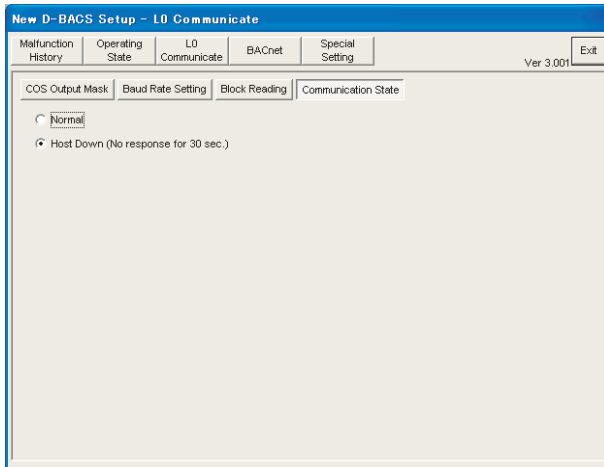 New D-BACS Setup - L0 Communicate
Malfunction History
Operating State
L0 Communicate
BACnet
Special Setting
Ver 3.001
Exit
COS Output Mask
Baud Rate Setting
Block Reading
Communication State
Normal
Host Down (No response for 30 sec.)